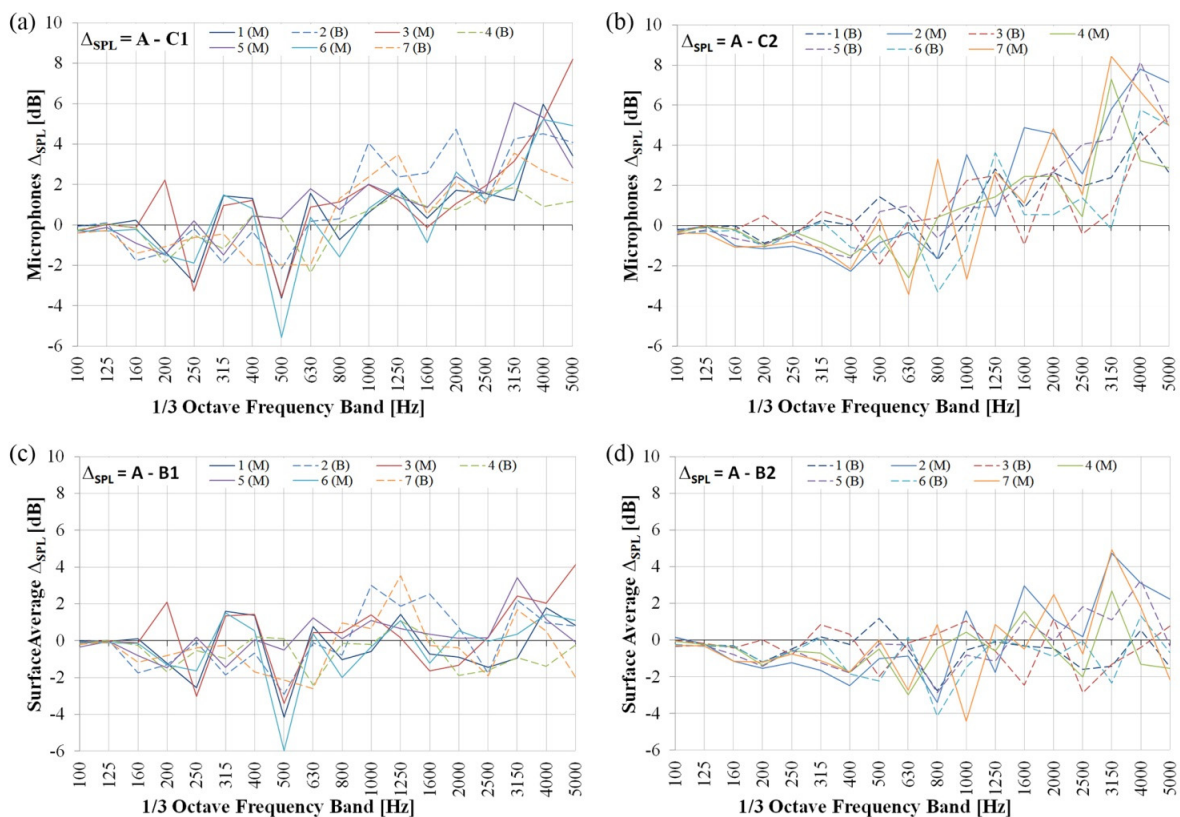 (a)
ΔSPL = A - C1
1 (M) 2 (B) 3 (M) 4 (B)
5 (M) 6 (M) 7 (B)
Microphones ΔSPL [dB]
10
8
6
4
2
0
-2
-4
-6
100 125 160 200 250 315 400 500 630 800 1000 1250 1600 2000 2500 3150 4000 5000
1/3 Octave Frequency Band [Hz]
(b)
ΔSPL = A - C2
1 (B) 2 (M) 3 (B) 4 (M)
5 (B) 6 (B) 7 (M)
Microphones ΔSPL [dB]
10
8
6
4
2
0
-2
-4
-6
100 125 160 200 250 315 400 500 630 800 1000 1250 1600 2000 2500 3150 4000 5000
1/3 Octave Frequency Band [Hz]
(c)
ΔSPL = A - B1
1 (M) 2 (B) 3 (M) 4 (B)
5 (M) 6 (M) 7 (B)
Surface Average ΔSPL [dB]
10
8
6
4
2
0
-2
-4
-6
100 125 160 200 250 315 400 500 630 800 1000 1250 1600 2000 2500 3150 4000 5000
1/3 Octave Frequency Band [Hz]
(d)
ΔSPL = A - B2
1 (B) 2 (M) 3 (B) 4 (M)
5 (B) 6 (B) 7 (M)
Surface Average ΔSPL [dB]
10
8
6
4
2
0
-2
-4
-6
100 125 160 200 250 315 400 500 630 800 1000 1250 1600 2000 2500 3150 4000 5000
1/3 Octave Frequency Band [Hz]